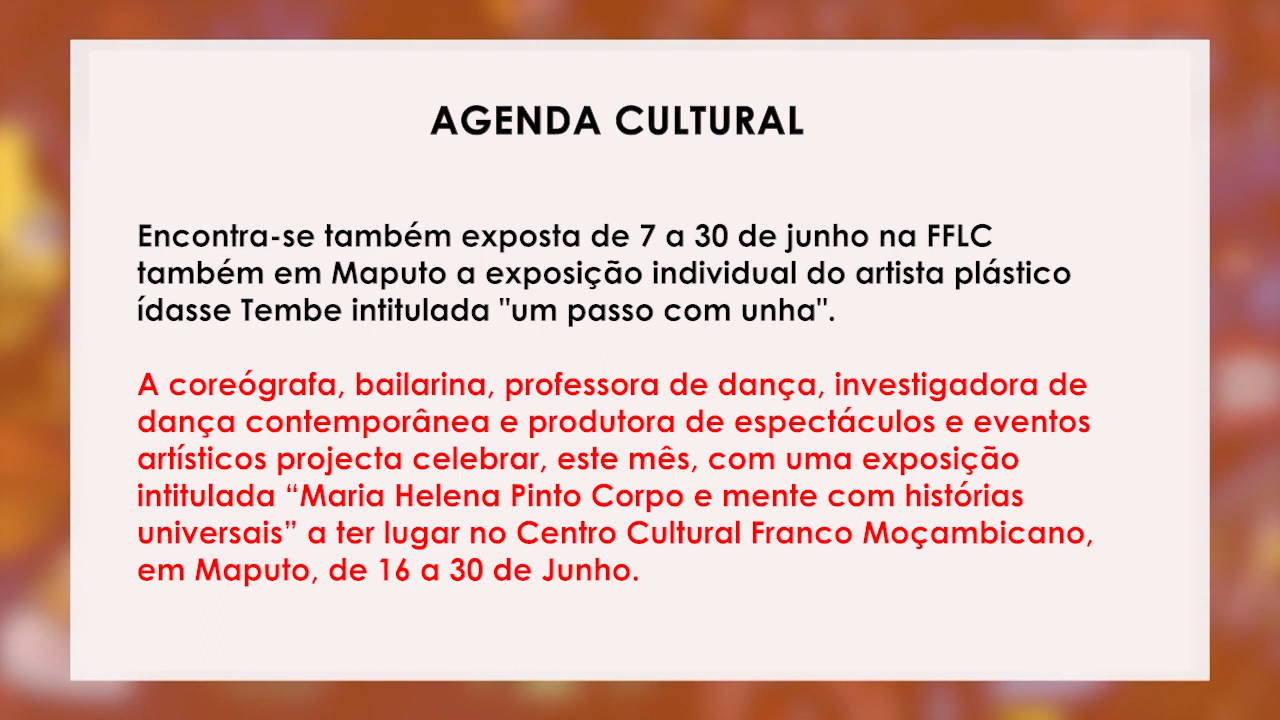 AGENDA CULTURAL
Encontra-se também exposta de 7 a 30 de junho na FFLC
também em Maputo a exposição individual do artista plástico
ídasse Tembe intitulada "um passo com unha".
A coreógrafa, bailarina, professora de dança, investigadora de
dança contemporânea e produtora de espectáculos e eventos
artísticos projecta celebrar, este mês, com uma exposição
intitulada “Maria Helena Pinto Corpo e mente com histórias
universais” a ter lugar no Centro Cultural Franco Moçambicano,
em Maputo, de 16 a 30 de Junho.